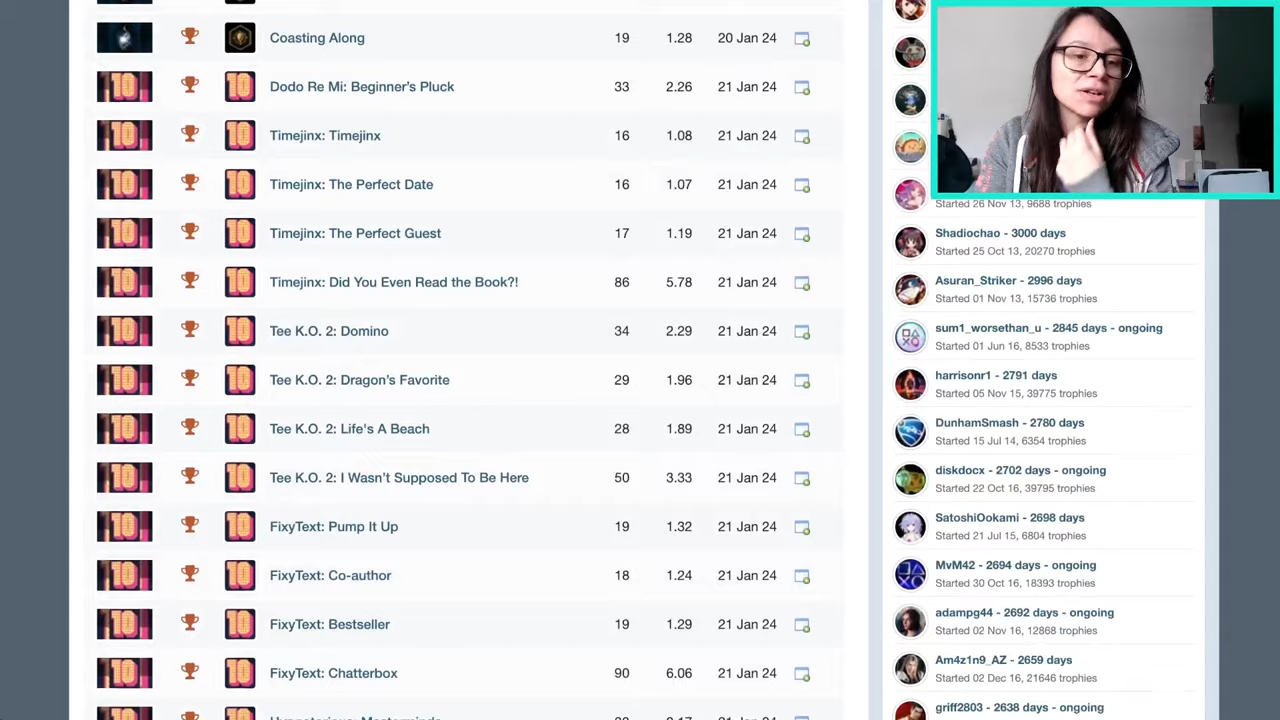 Coasting Along 19 1.28 20 Jan 24
Dodo Re Mi: Beginner's Pluck 33 2.26 21 Jan 24
Timejinx: Timejinx 16 1.08 21 Jan 24
Timejinx: The Perfect Date 16 1.07 21 Jan 24
Timejinx: The Perfect Guest 17 1.19 21 Jan 24
Timejinx: Did You Even Read the Book?! 86 5.78 21 Jan 24
Tee K.O. 2: Domino 34 2.29 21 Jan 24
Tee K.O. 2: Dragon's Favorite 29 1.96 21 Jan 24
Tee K.O. 2: Life's A Beach 28 1.89 21 Jan 24
Tee K.O. 2: I Wasn't Supposed To Be Here 50 3.33 21 Jan 24
FixyText: Pump It Up 19 1.32 21 Jan 24
FixyText: Co-author 18 1.24 21 Jan 24
FixyText: Bestseller 19 1.29 21 Jan 24
FixyText: Chatterbox 90 6.06 21 Jan 24
Started 26 Nov 13, 9688 trophies
Shadiochao - 3000 days
Started 25 Oct 13, 20270 trophies
Asuran_Striker - 2996 days
Started 01 Nov 13, 15736 trophies
sum1_worsethan_u - 2845 days - ongoing
Started 01 Jun 16, 8533 trophies
harrisonr1 - 2791 days
Started 05 Nov 15, 39775 trophies
DunhamSmash - 2780 days
Started 15 Jul 14, 6354 trophies
diskdocx - 2702 days - ongoing
Started 22 Oct 16, 39795 trophies
SatoshiOokami - 2698 days
Started 21 Jul 15, 6804 trophies
MvM42 - 2694 days - ongoing
Started 30 Oct 16, 18393 trophies
adampg44 - 2692 days - ongoing
Started 02 Nov 16, 12868 trophies
Am4z1n9_AZ - 2659 days
Started 02 Dec 16, 21646 trophies
griff2803 - 2638 days - ongoing